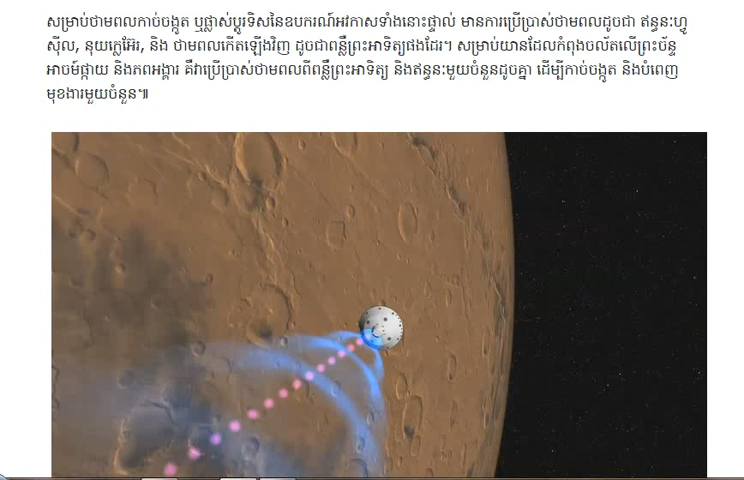 សម្រាប់ថាមពលកាច់ចង្កូត ឬផ្លាស់ប្ដូរទិសនៃឧបករណ៍អវកាសទាំងនោះផ្ទាល់ មានការប្រើប្រាស់ថាមពលដូចជា ឥន្ធនៈហ្វូ
ស៊ីល, នុយក្លេអ៊ែរ, និង ថាមពលកើតឡើងវិញ ដូចជាពន្លឺព្រះអាទិត្យផងដែរ។ សម្រាប់យានដែលកំពុងចល័តលើព្រះច័ន្ទ
អាចម៍ផ្កាយ និងភពអង្គារ គឺវាប្រើប្រាស់ថាមពលពីពន្លឺព្រះអាទិត្យ និងឥន្ធនៈមួយចំនួនដូចគ្នា ដើម្បីកាច់ចង្កូត និងបំពេញ
មុខងារមួយចំនួន៕